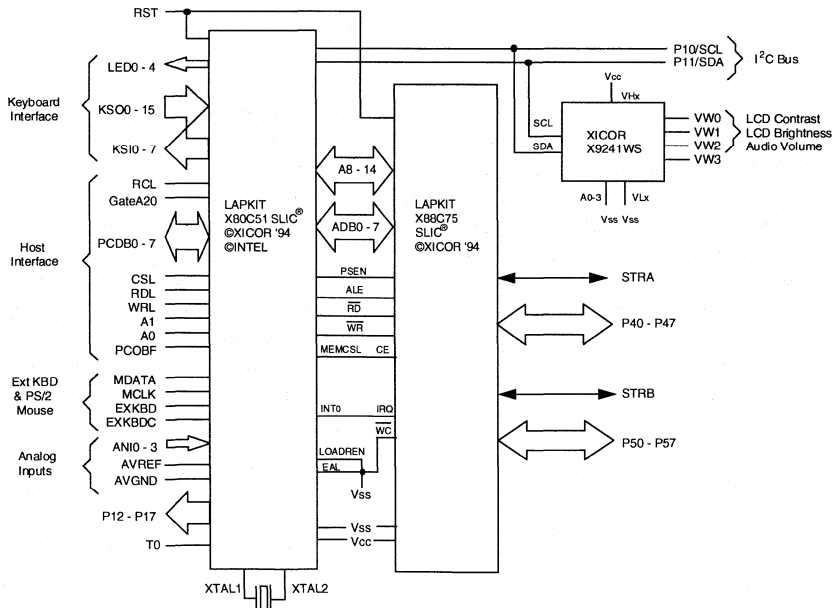 RST
LED0 - 4
Keyboard
Interface
KSO0 - 15
KSI0 - 7
RCL
GateA20
PCDB0 - 7
Host
Interface
CSL
RDL
WRL
A1
A0
PCOBF
Ext KBD
& PS/2
Mouse
MDATA
MCLK
EXKBD
EXKBDC
Analog
Inputs
ANI0 - 3
AVREF
AVGND
P12 - P17
T0
XTAL1
XTAL2
LAPKIT
X80C51 SLIC®
©XICOR '94
©INTEL
A8 - 14
ADB0 - 7
PSEN
ALE
RD
WR
MEMCSL CE
INT0 IRQ
WC
LOADREN
EAL
Vss
Vss
Vcc
LAPKIT
X88C75
SLIC®
©XICOR '94
P10/SCL
P11/SDA
I2C Bus
Vcc
VHx
SCL
SDA
XICOR
X9241WS
VW0
VW1
VW2
VW3
LCD Contrast
LCD Brightness
Audio Volume
A0-3
VLx
Vss Vss
STRA
P40 - P47
STRB
P50 - P57